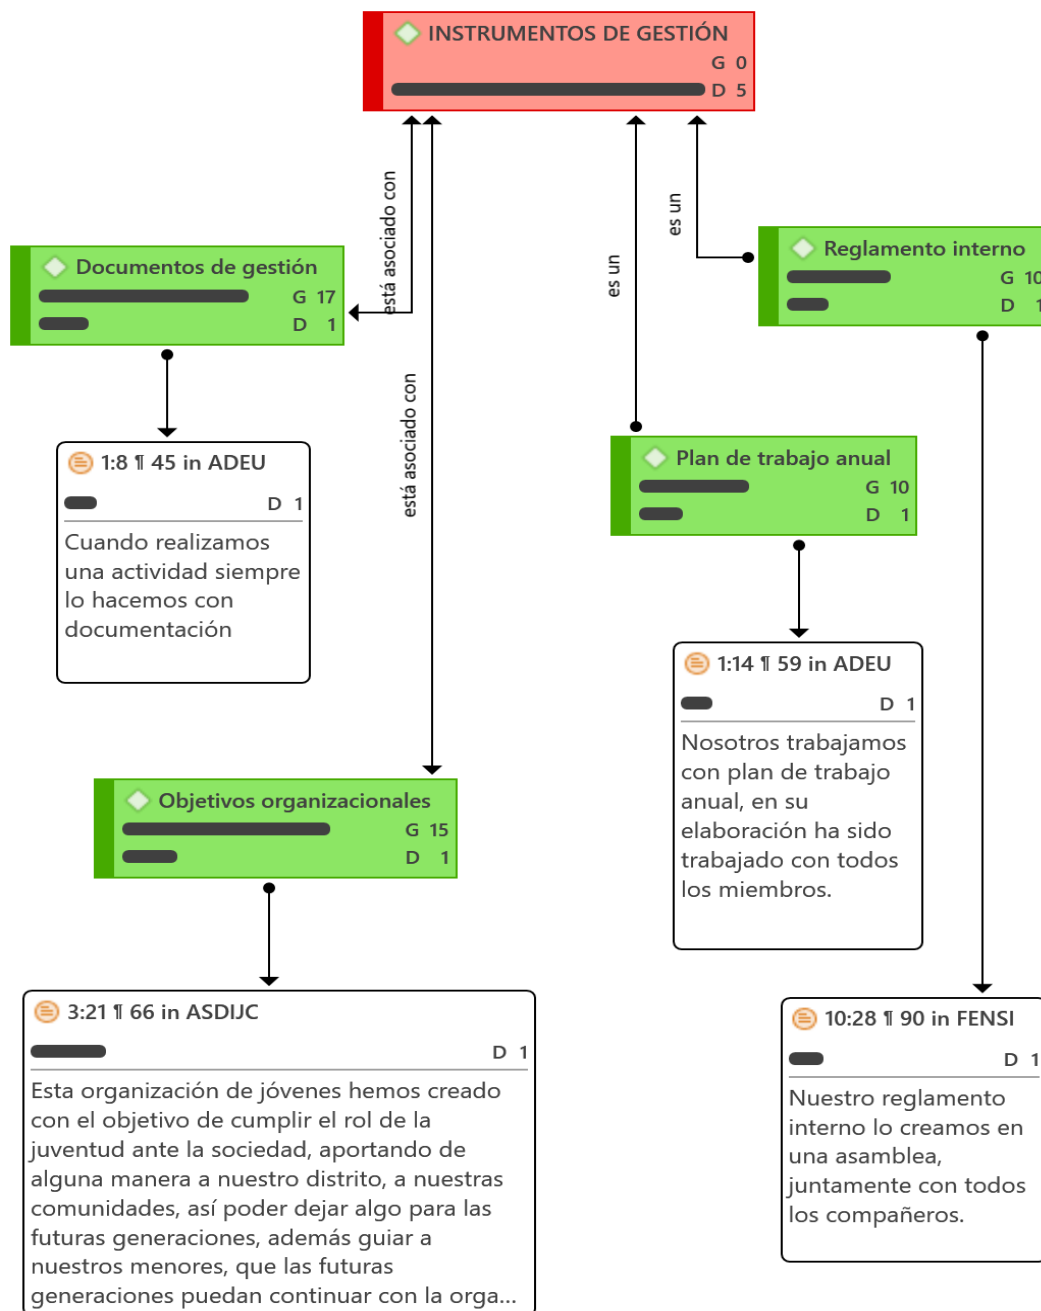 INSTRUMENTOS DE GESTIÓN
G 0
D 5
está asociado con
está asociado con
es un
es un
Documentos de gestión
G 17
D 1
Reglamento interno
G 10
D 1
1:8 ¶ 45 in ADEU
D 1
Cuando realizamos
una actividad siempre
lo hacemos con
documentación
Plan de trabajo anual
G 10
D 1
1:14 ¶ 59 in ADEU
D 1
Nosotros trabajamos
con plan de trabajo
anual, en su
elaboración ha sido
trabajado con todos
los miembros.
Objetivos organizacionales
G 15
D 1
3:21 ¶ 66 in ASDIJC
D 1
Esta organización de jóvenes hemos creado
con el objetivo de cumplir el rol de la
juventud ante la sociedad, aportando de
alguna manera a nuestro distrito, a nuestras
comunidades, así poder dejar algo para las
futuras generaciones, además guiar a
nuestros menores, que las futuras
generaciones puedan continuar con la orga...
10:28 ¶ 90 in FENSI
D 1
Nuestro reglamento
interno lo creamos en
una asamblea,
juntamente con todos
los compañeros.